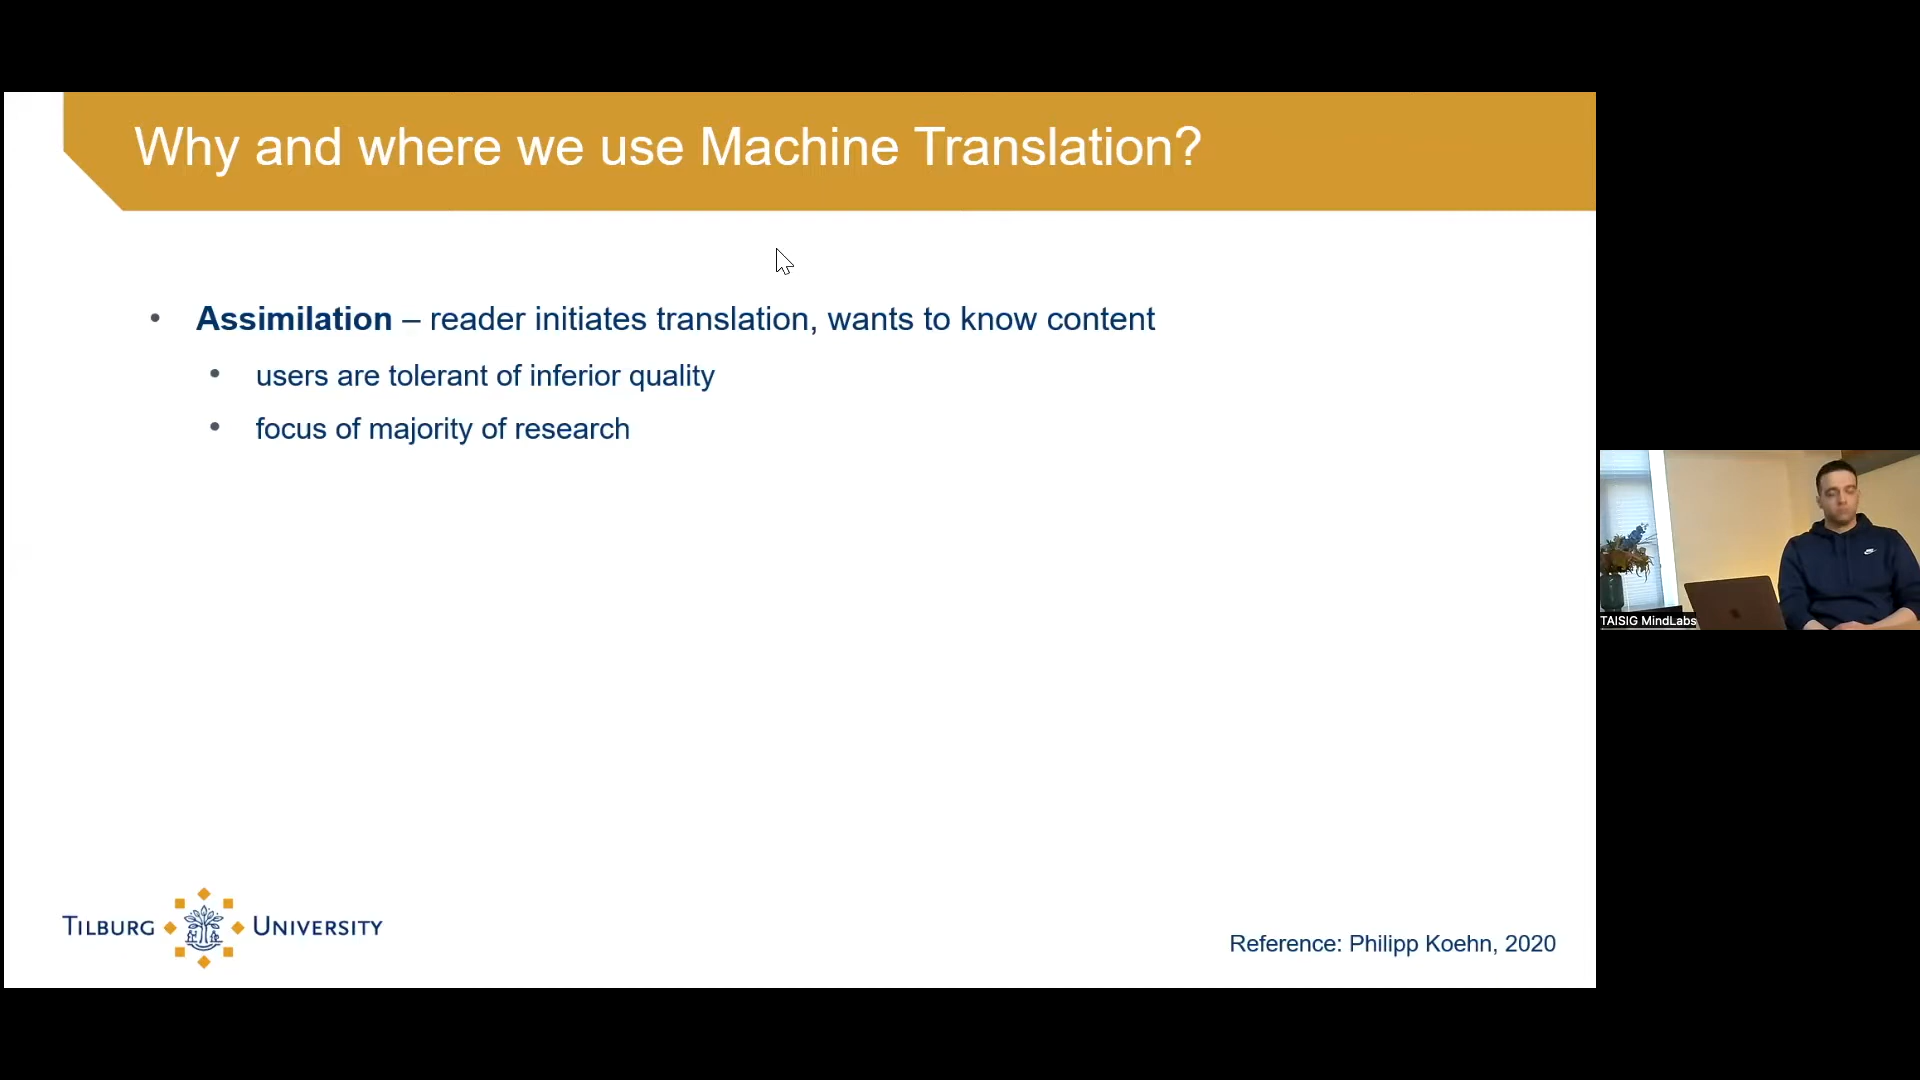 Why and where we use Machine Translation?
• Assimilation – reader initiates translation, wants to know content
• users are tolerant of inferior quality
• focus of majority of research
TILBURG UNIVERSITY
Reference: Philipp Koehn, 2020
TAISIG MindLabs